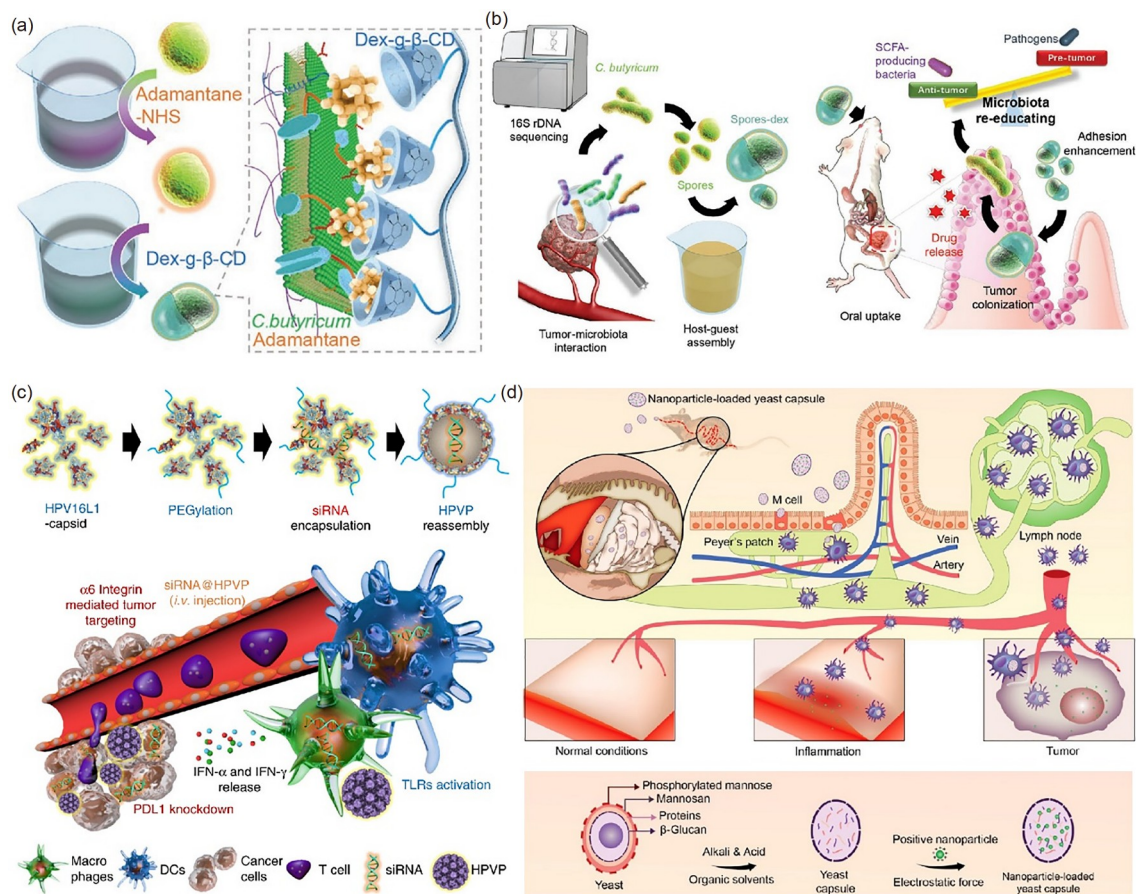 (a)
Adamantane
-NHS
Dex-g-β-CD
Dex-g-β-CD
C.butyricum
Adamantane
(b)
16S rDNA
sequencing
C. butyricum
Spores
Spores-dex
Tumor-microbiota
interaction
Host-guest
assembly
SCFA-
producing
bacteria
Pathogens
Pre-tumor
Anti-tumor
Microbiota
re-educating
Adhesion
enhancement
Drug
release
Oral uptake
Tumor
colonization
(c)
HPV16L1
-capsid
PEGylation
siRNA
encapsulation
HPVP
reassembly
α6 Integrin
mediated tumor
targeting
siRNA@HPVP
(i.v. injection)
IFN-α and IFN-γ
release
TLRs activation
PDL1 knockdown
Macro
phages
DCs
Cancer
cells
T cell
siRNA
HPVP
(d)
Nanoparticle-loaded yeast capsule
M cell
Peyer's patch
Vein
Artery
Lymph node
Normal conditions
Inflammation
Tumor
Phosphorylated mannose
Mannosan
Proteins
β-Glucan
Yeast
Alkali & Acid
Organic solvents
Yeast
capsule
Positive nanoparticle
Electrostatic force
Nanoparticle-loaded
yeast capsule